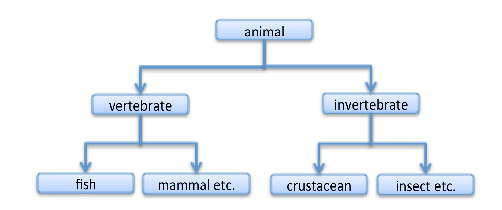 animal
vertebrate
invertebrate
fish
mammal etc.
crustacean
insect etc.